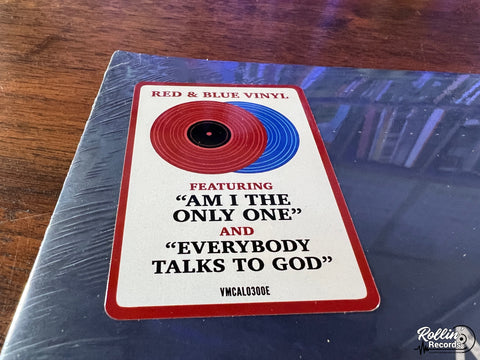 RED & BLUE VINYL
FEATURING
“AM I THE
ONLY ONE”
AND
“EVERYBODY
TALKS TO GOD”
VMCAL0300E
Rollin
Records